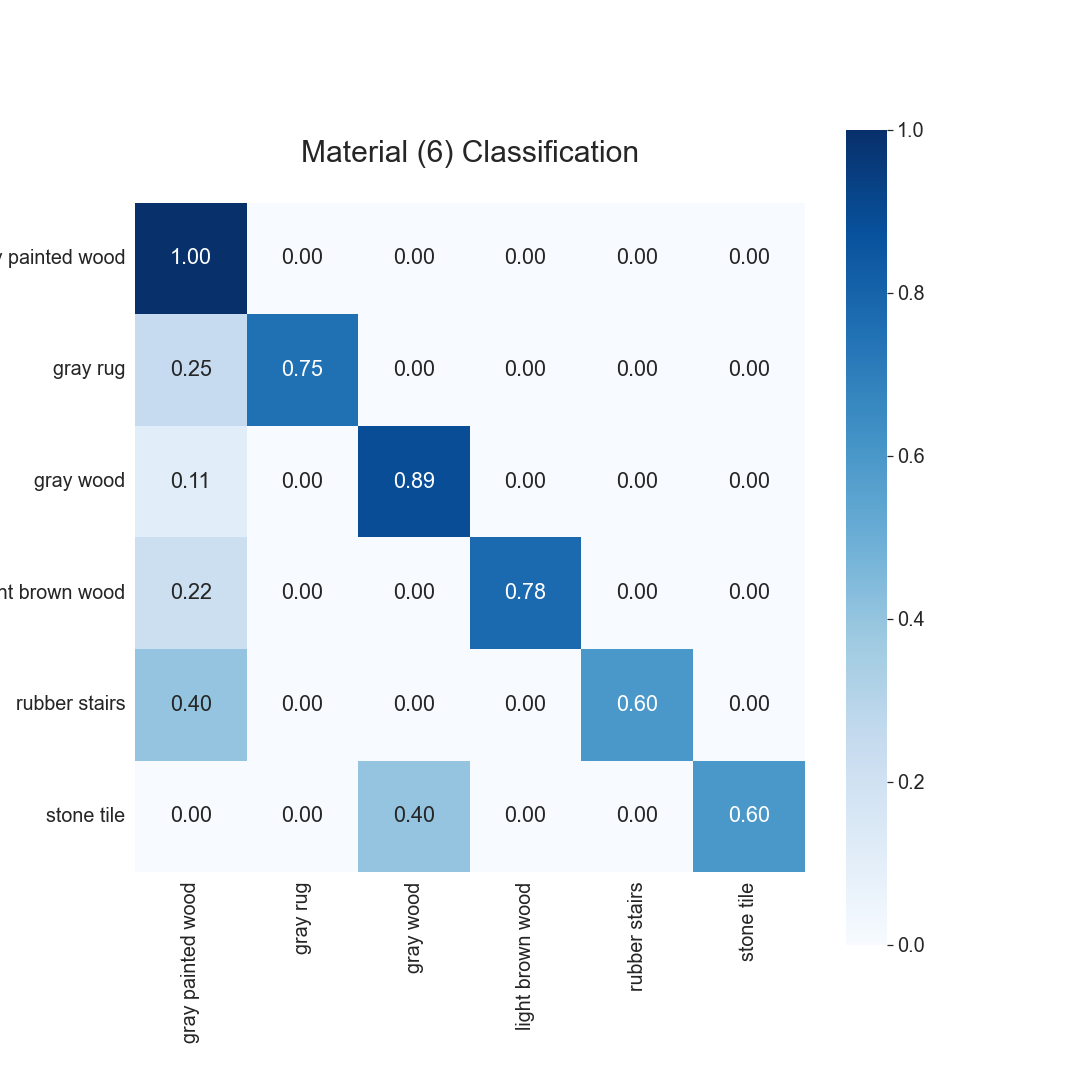 Material (6) Classification
1.0
0.8
0.6
0.4
0.2
0.0
y painted wood 1.00 0.00 0.00 0.00 0.00 0.00
gray rug 0.25 0.75 0.00 0.00 0.00 0.00
gray wood 0.11 0.00 0.89 0.00 0.00 0.00
ht brown wood 0.22 0.00 0.00 0.78 0.00 0.00
rubber stairs 0.40 0.00 0.00 0.00 0.60 0.00
stone tile 0.00 0.00 0.40 0.00 0.00 0.60
gray painted wood
gray rug
gray wood
light brown wood
rubber stairs
stone tile